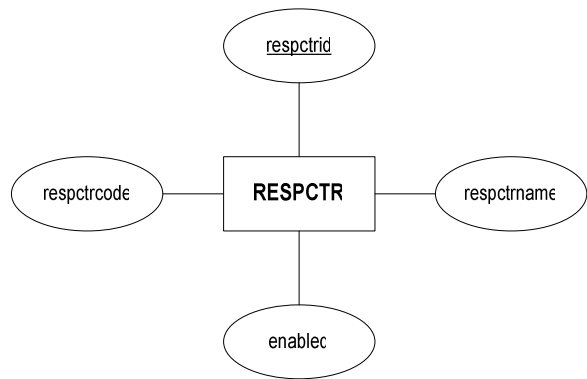 respctrid
respctrcode
RESPCTR
respctrname
enabled